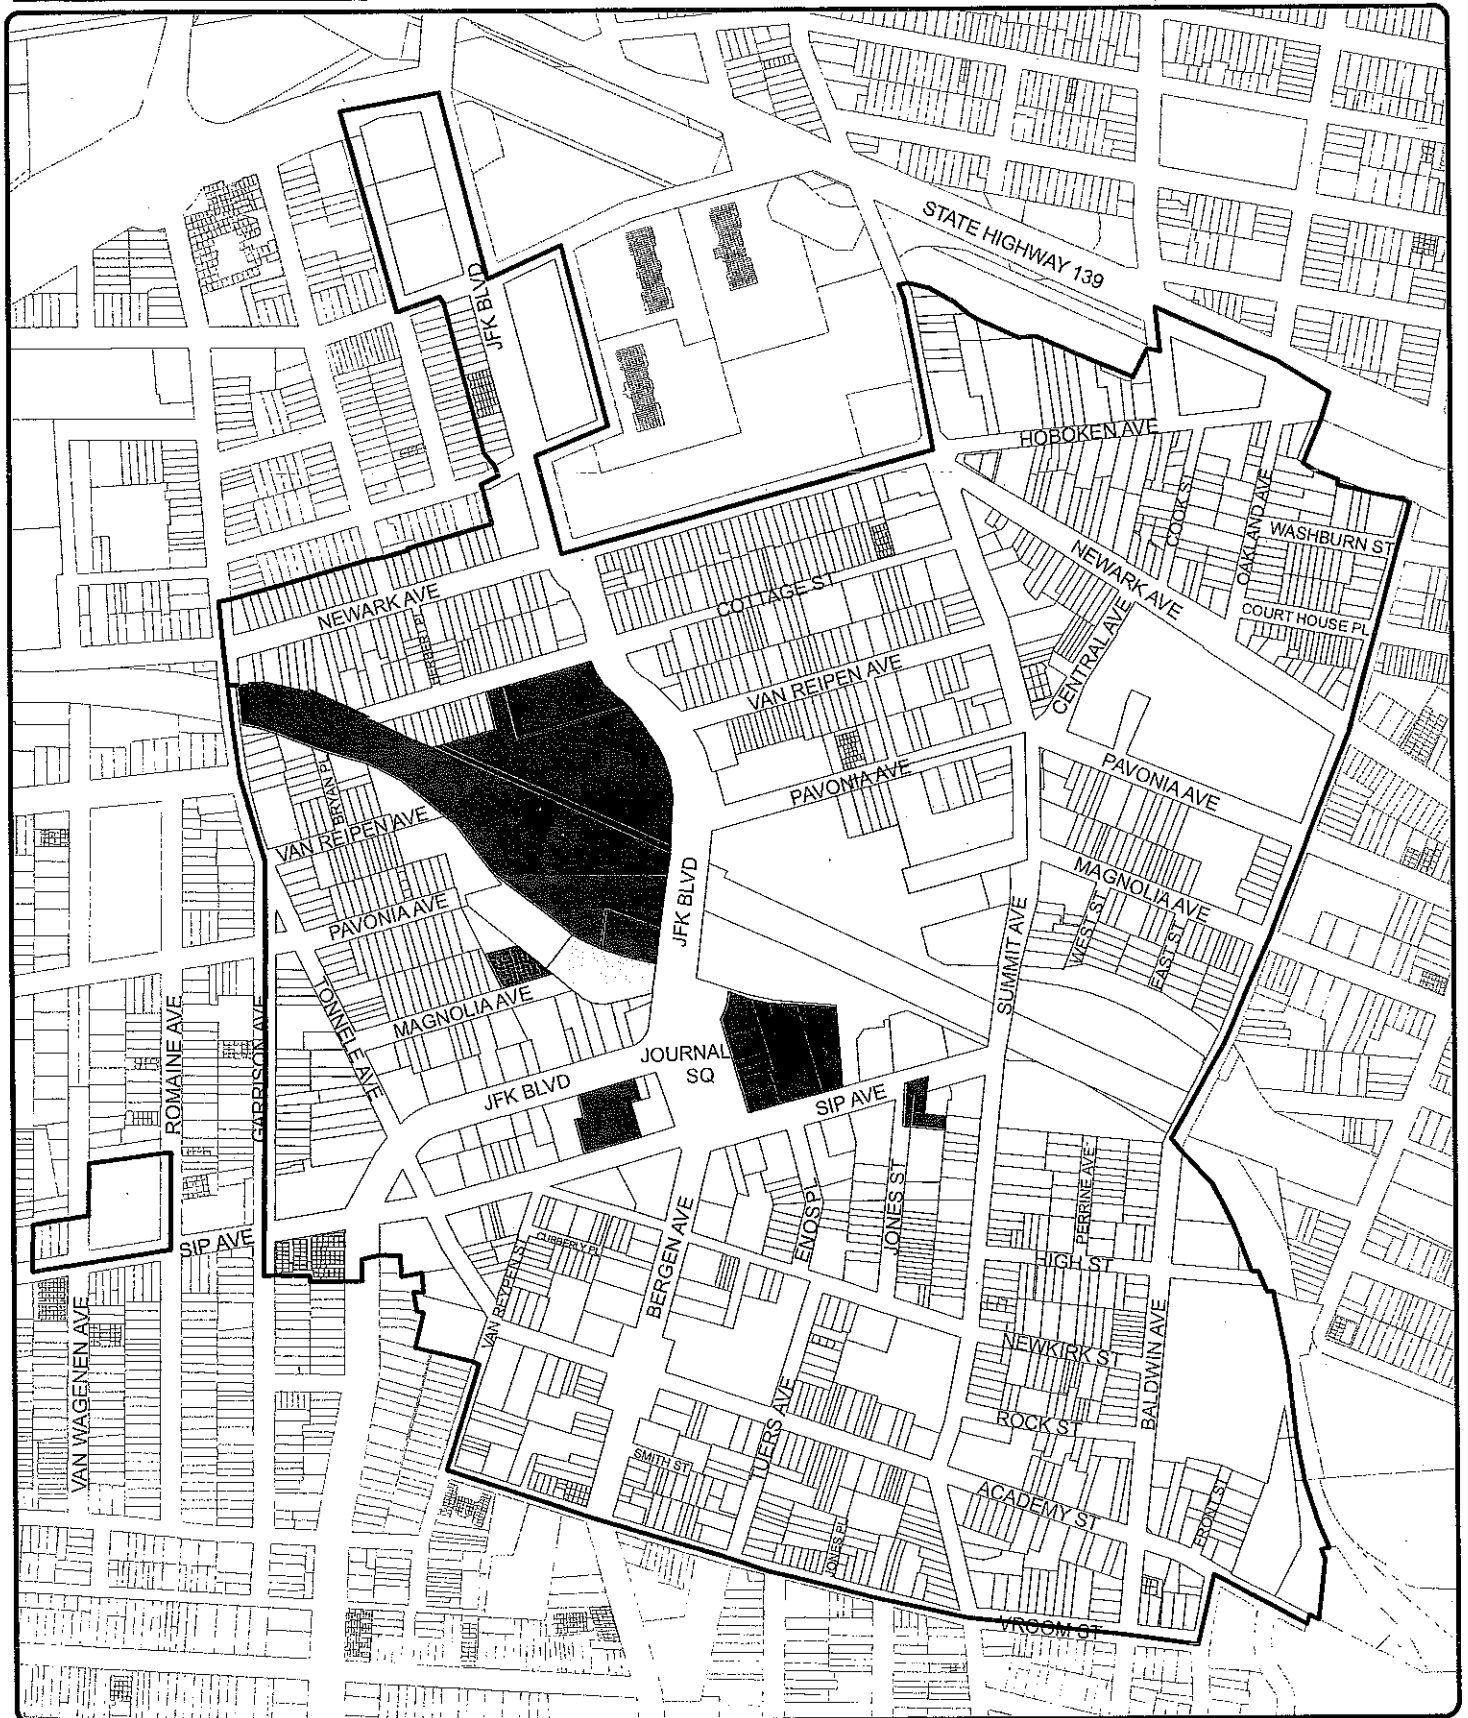 STATE HIGHWAY 139
JFK BLVD
HOBOKEN AVE
COOK ST
OAKLAND AVE
WASHBURN ST
NEWARK AVE
NEWARK AVE
COTTAGE ST
HERBERT PL
COURT HOUSE PL
CENTRAL AVE
VAN REIPEN AVE
BRYAN PL
PAVONIA AVE
PAVONIA AVE
VAN REIPEN AVE
JFK BLVD
MAGNOLIA AVE
PAVONIA AVE
SUMMIT AVE
WEST ST
EAST ST
TONNELE AVE
MAGNOLIA AVE
ROMAINE AVE
GARRISON AVE
JOURNAL
SQ
JFK BLVD
SIP AVE
PERRINE AVE
ENOS PL
JONES ST
SIP AVE
CUBBERLY PL
BERGEN AVE
HIGH ST
VAN REYPEN ST
VAN WAGENEN AVE
NEWKIRK ST
BALDWIN AVE
TUERS AVE
ROCK ST
SMITH ST
ACADEMY ST
FRONT ST
JONES PL
VROOM ST